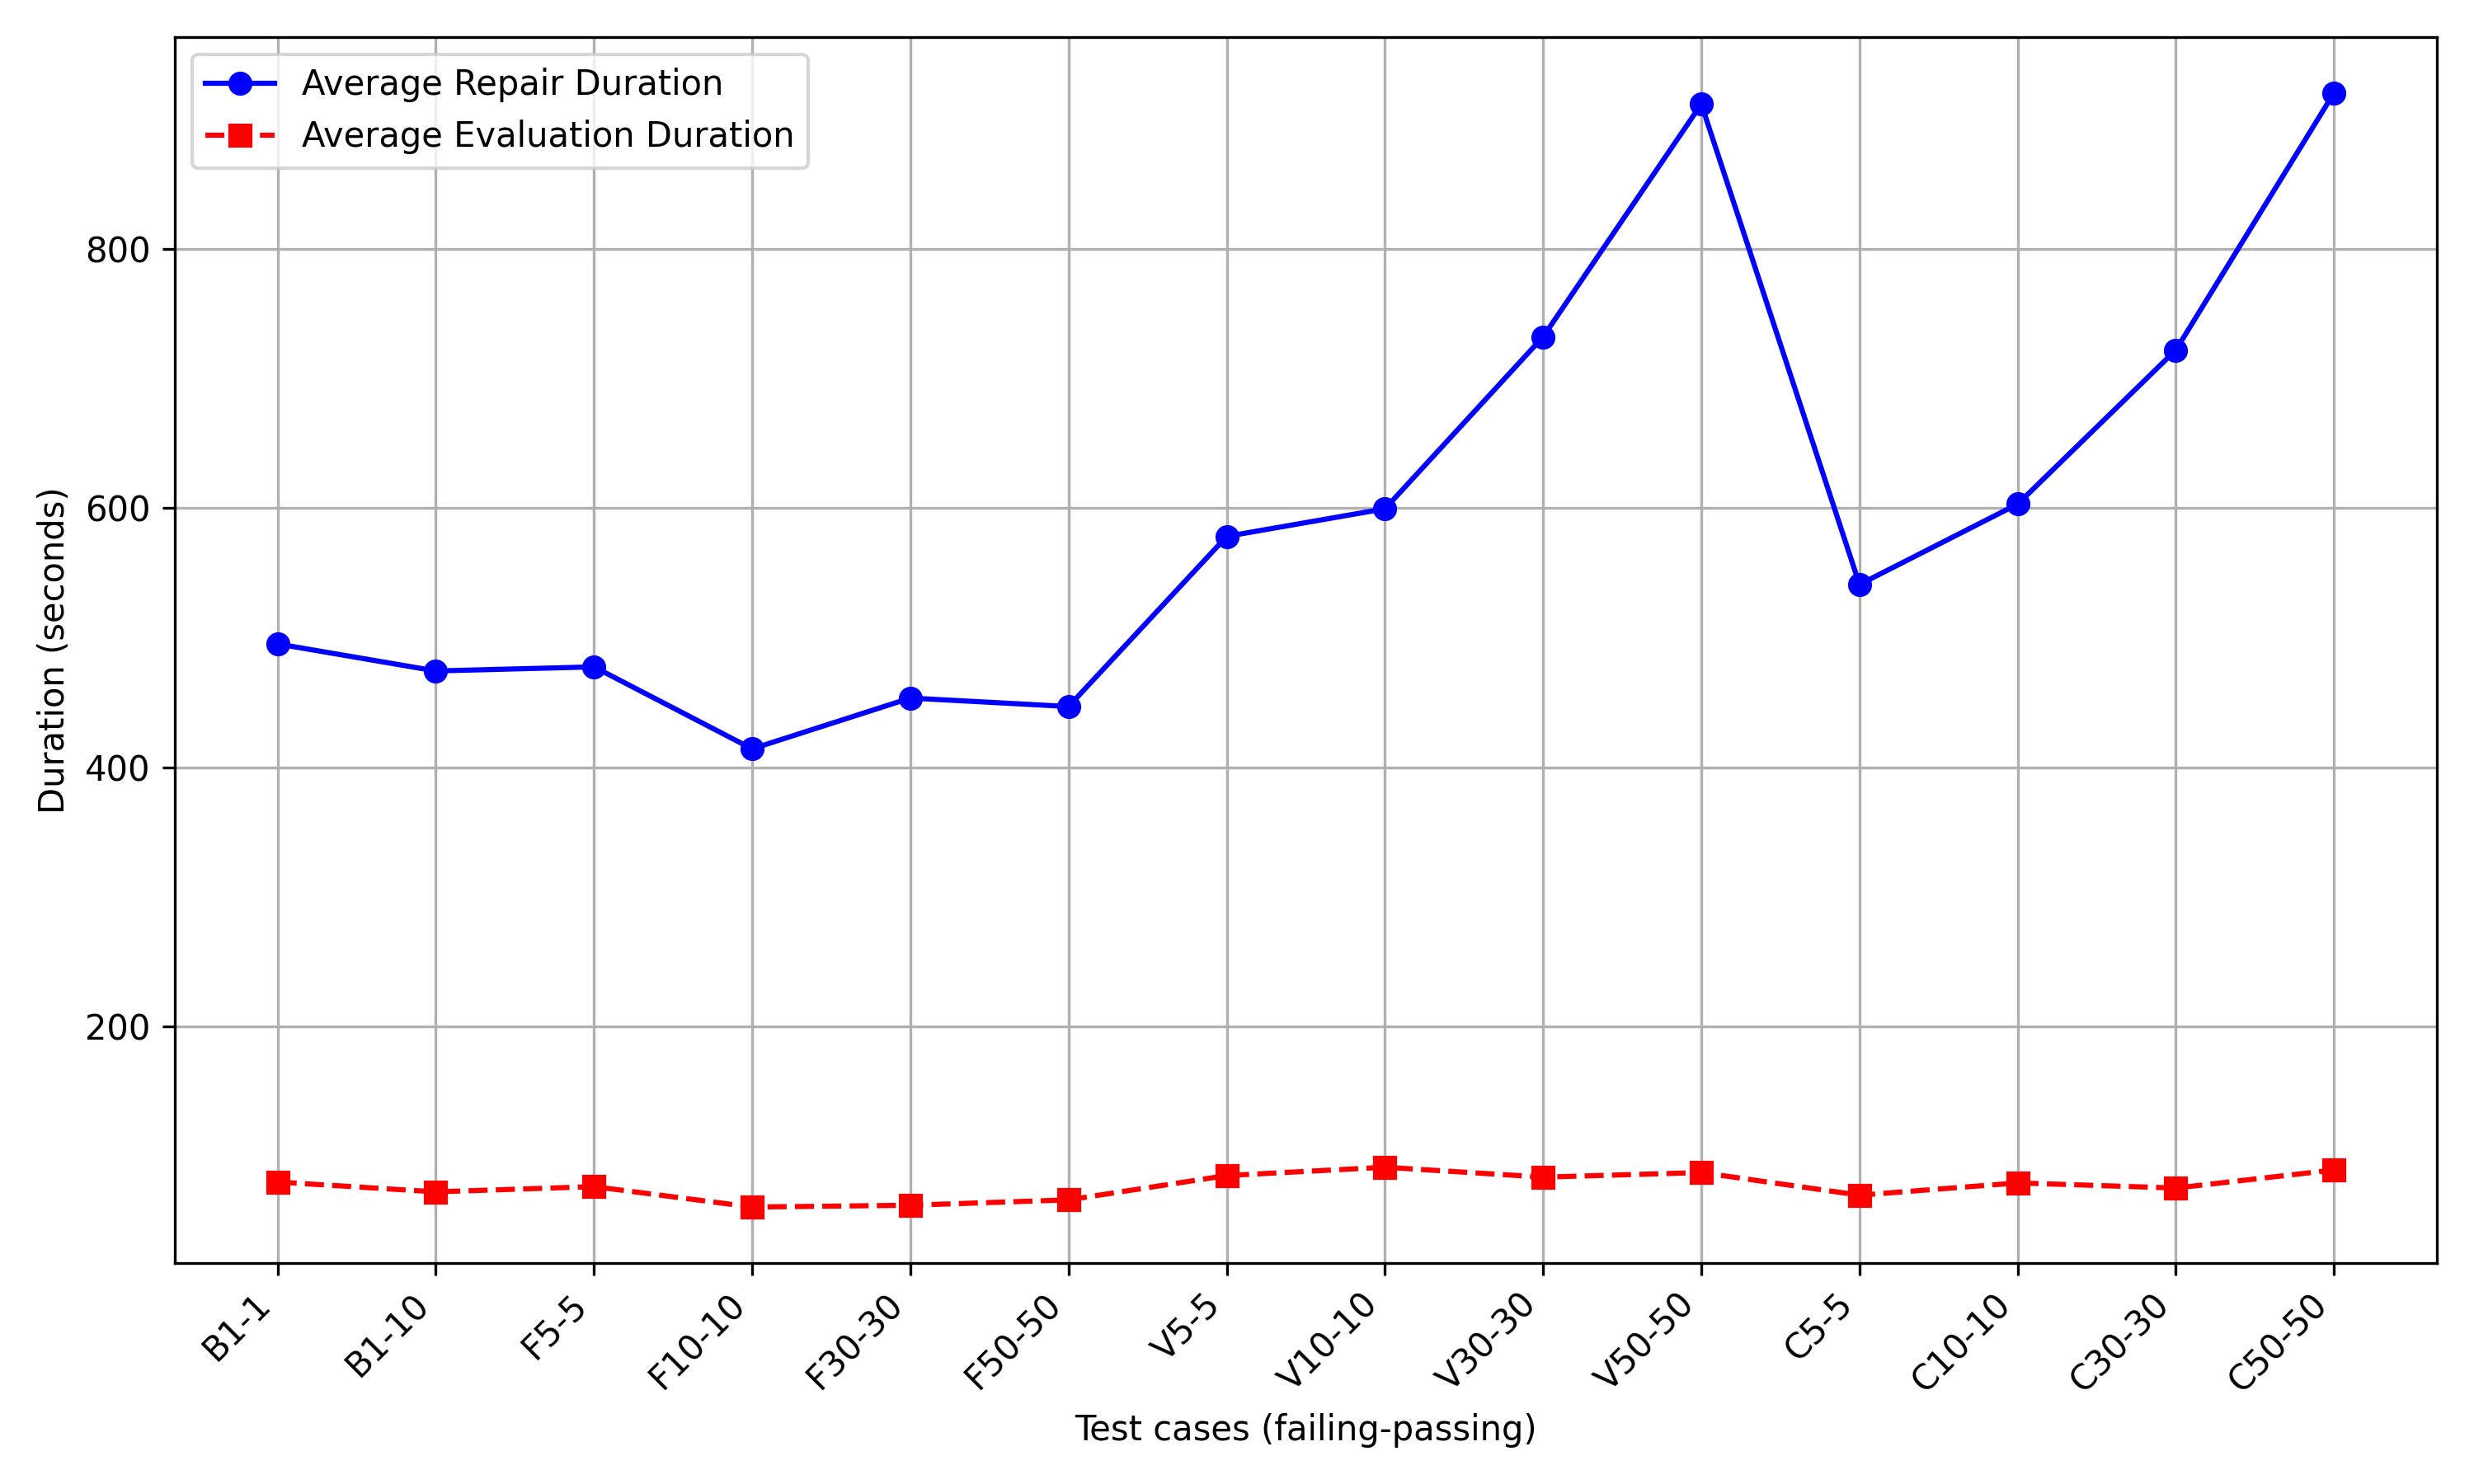 Average Repair Duration
Average Evaluation Duration
800
600
400
200
Duration (seconds)
B1-1
B1-10
F5-5
F10-10
F30-30
F50-50
V5-5
V10-10
V30-30
V50-50
C5-5
C10-10
C30-30
C50-50
Test cases (failing-passing)